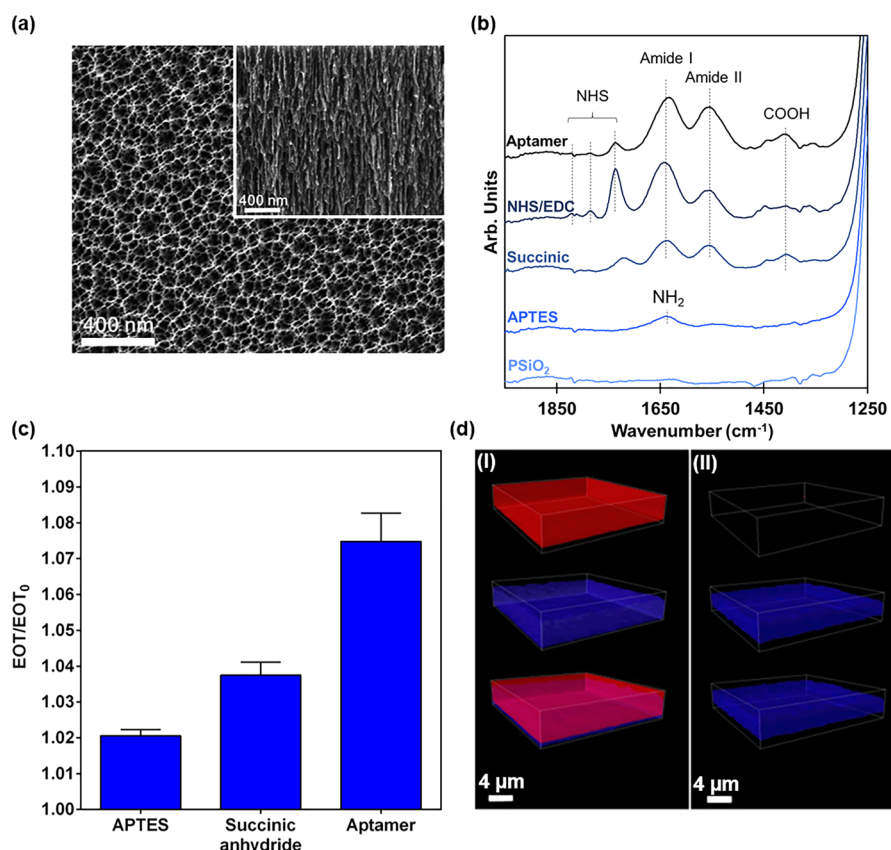 (a)
400 nm
400 nm
(b)
Amide I
Amide II
NHS
COOH
Aptamer
NHS/EDC
Succinic
NH₂
APTES
PSiO₂
Arb. Units
1850
1650
1450
1250
Wavenumber (cm⁻¹)
(c)
1.10
1.09
1.08
1.07
1.06
1.05
1.04
1.03
1.02
1.01
1.00
EOT/EOT₀
APTES
Succinic
anhydride
Aptamer
(d)
(I)
(II)
4 µm
4 µm